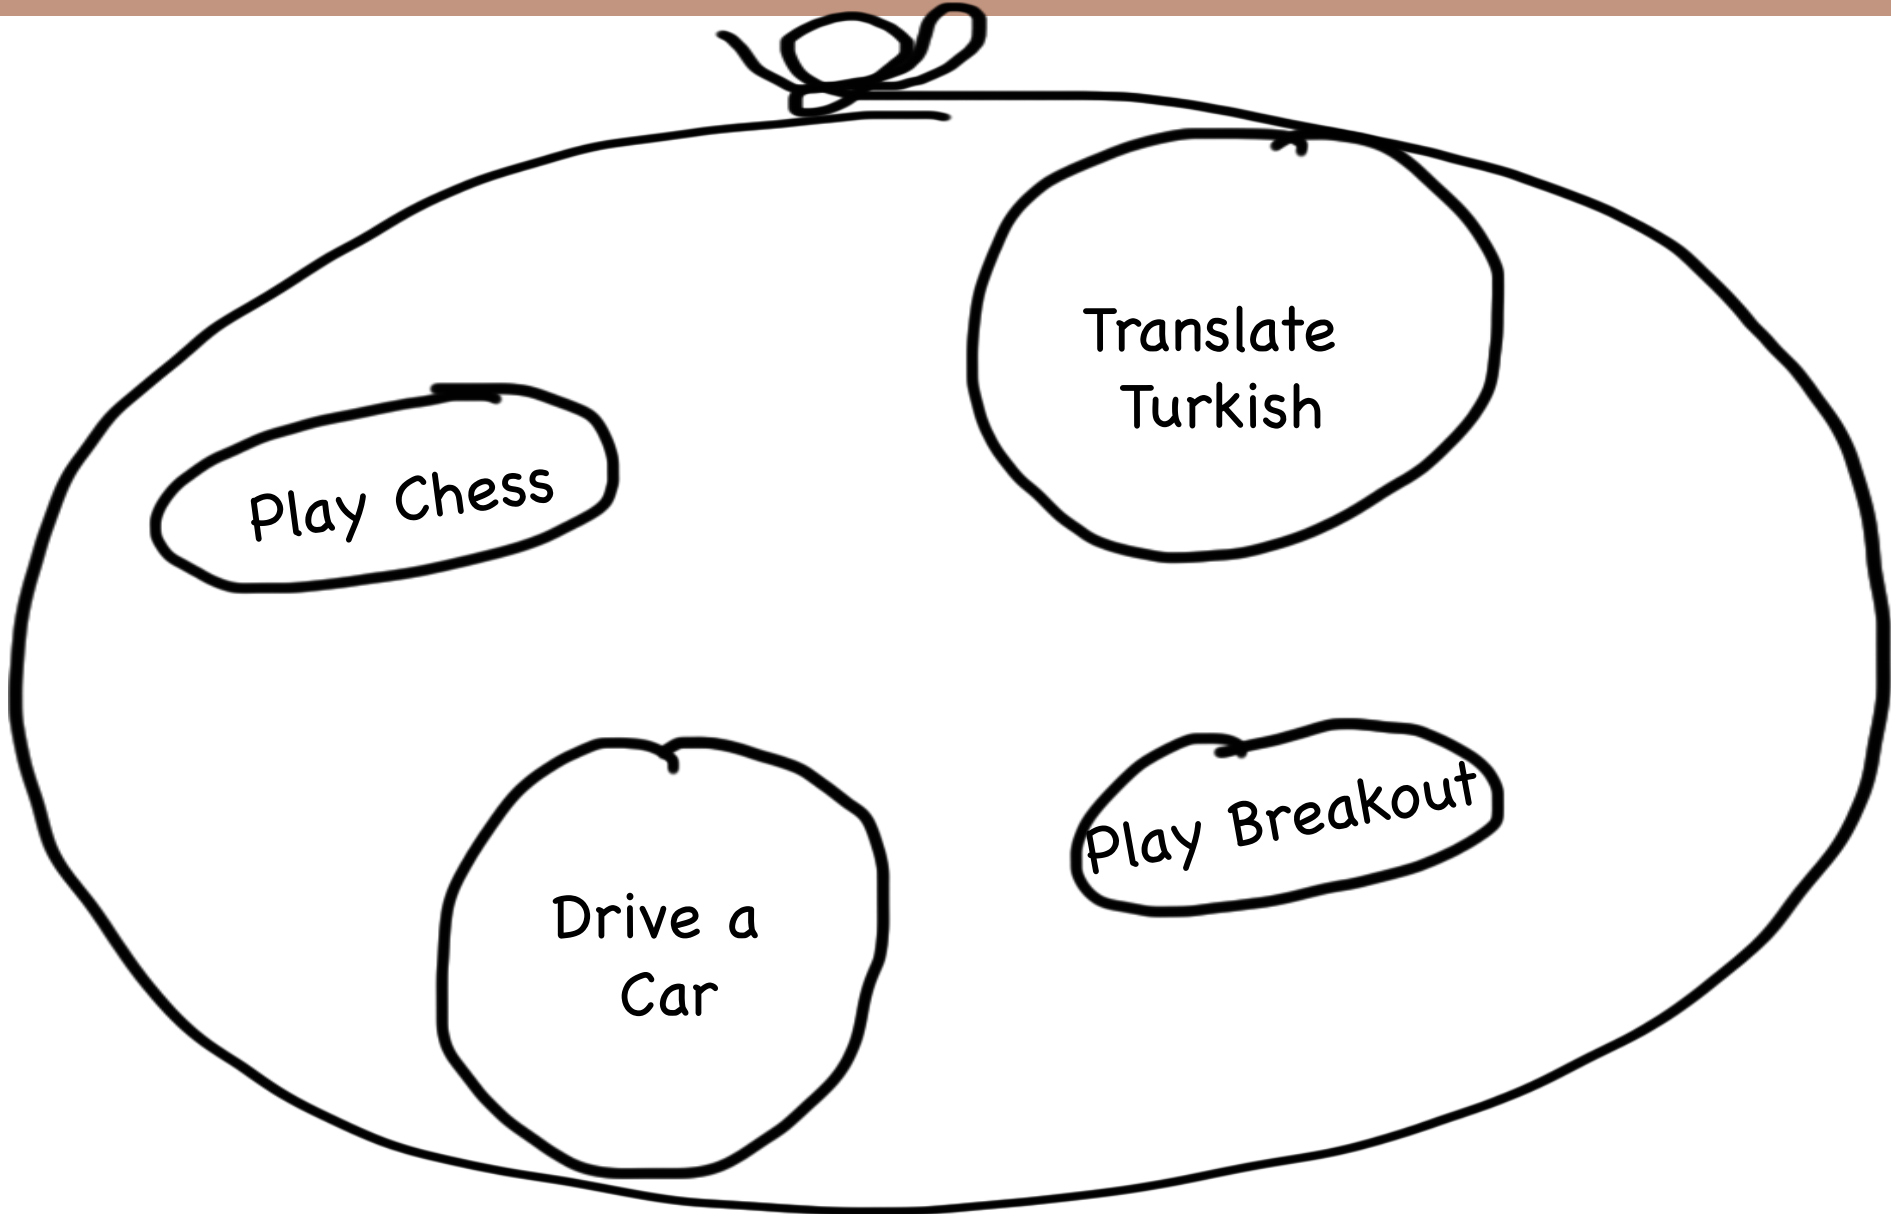 Translate
Turkish
Play Chess
Play Breakout
Drive a
Car